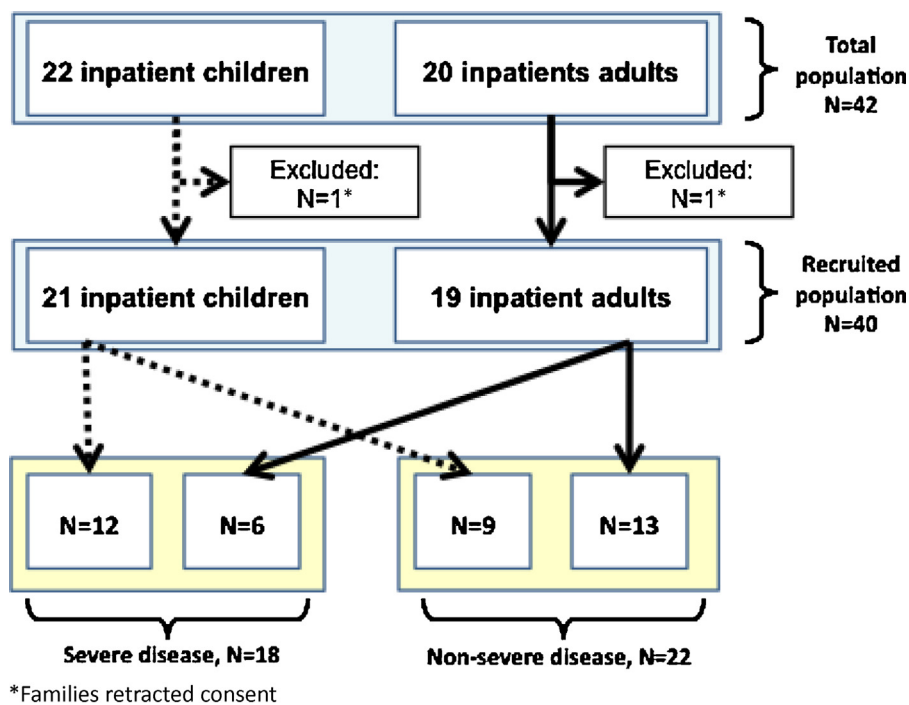 22 inpatient children
20 inpatients adults
Total
population
N=42
Excluded:
N=1*
Excluded:
N=1*
21 inpatient children
19 inpatient adults
Recruited
population
N=40
N=12
N=6
N=9
N=13
Severe disease, N=18
Non-severe disease, N=22
*Families retracted consent